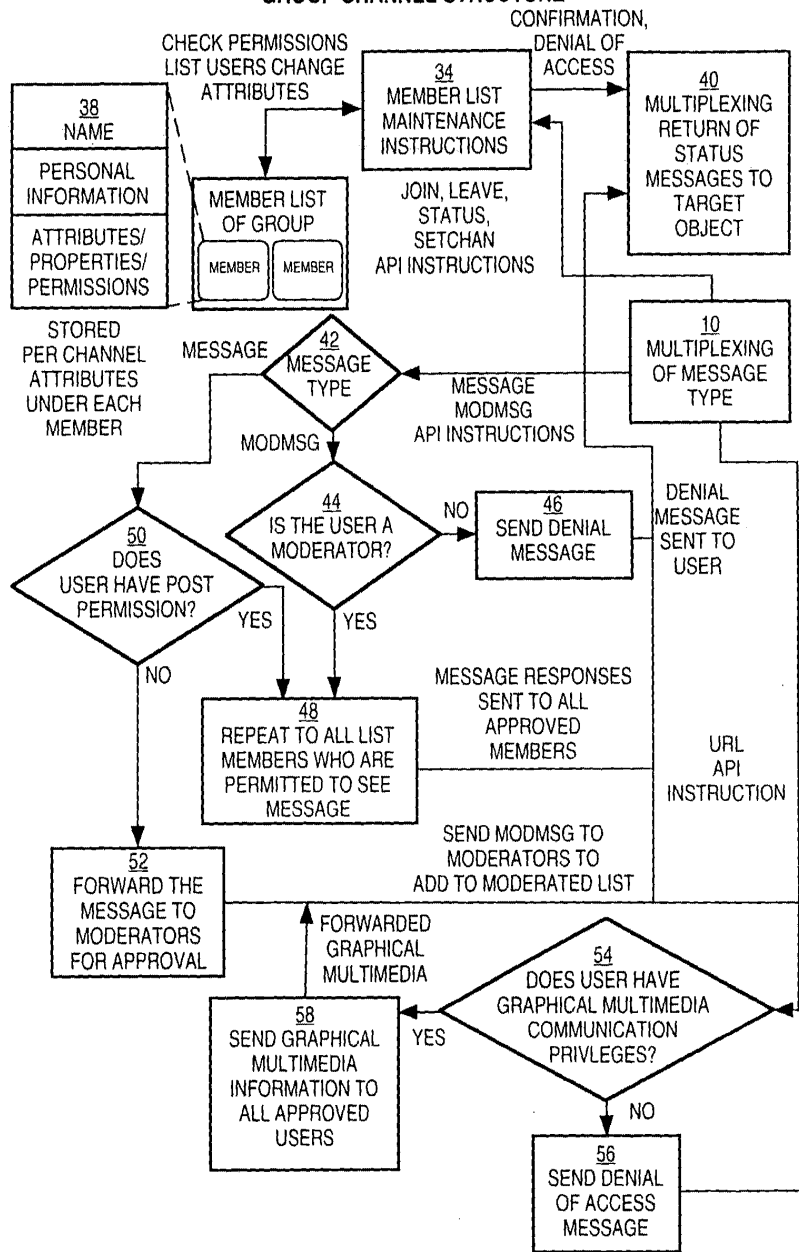 GROUP CHANNEL STRUCTURE
CONFIRMATION,
DENIAL OF
ACCESS
CHECK PERMISSIONS
LIST USERS CHANGE
ATTRIBUTES
38
NAME
PERSONAL
INFORMATION
ATTRIBUTES/
PROPERTIES/
PERMISSIONS
STORED
PER CHANNEL
ATTRIBUTES
UNDER EACH
MEMBER
MEMBER LIST
OF GROUP
MEMBER
MEMBER
34
MEMBER LIST
MAINTENANCE
INSTRUCTIONS
JOIN, LEAVE,
STATUS,
SETCHAN
API INSTRUCTIONS
40
MULTIPLEXING
RETURN OF
STATUS
MESSAGES TO
TARGET
OBJECT
10
MULTIPLEXING
OF MESSAGE
TYPE
MESSAGE
42
MESSAGE
TYPE
MESSAGE
MODMSG
API INSTRUCTIONS
MODMSG
44
IS THE USER A
MODERATOR?
NO
46
SEND DENIAL
MESSAGE
DENIAL
MESSAGE
SENT TO
USER
50
DOES
USER HAVE POST
PERMISSION?
YES
YES
NO
48
REPEAT TO ALL LIST
MEMBERS WHO ARE
PERMITTED TO SEE
MESSAGE
MESSAGE RESPONSES
SENT TO ALL
APPROVED
MEMBERS
URL
API
INSTRUCTION
52
FORWARD THE
MESSAGE TO
MODERATORS
FOR APPROVAL
SEND MODMSG TO
MODERATORS TO
ADD TO MODERATED LIST
FORWARDED
GRAPHICAL
MULTIMEDIA
54
DOES USER HAVE
GRAPHICAL MULTIMEDIA
COMMUNICATION
PRIVLEGES?
YES
58
SEND GRAPHICAL
MULTIMEDIA
INFORMATION TO
ALL APPROVED
USERS
NO
56
SEND DENIAL
OF ACCESS
MESSAGE